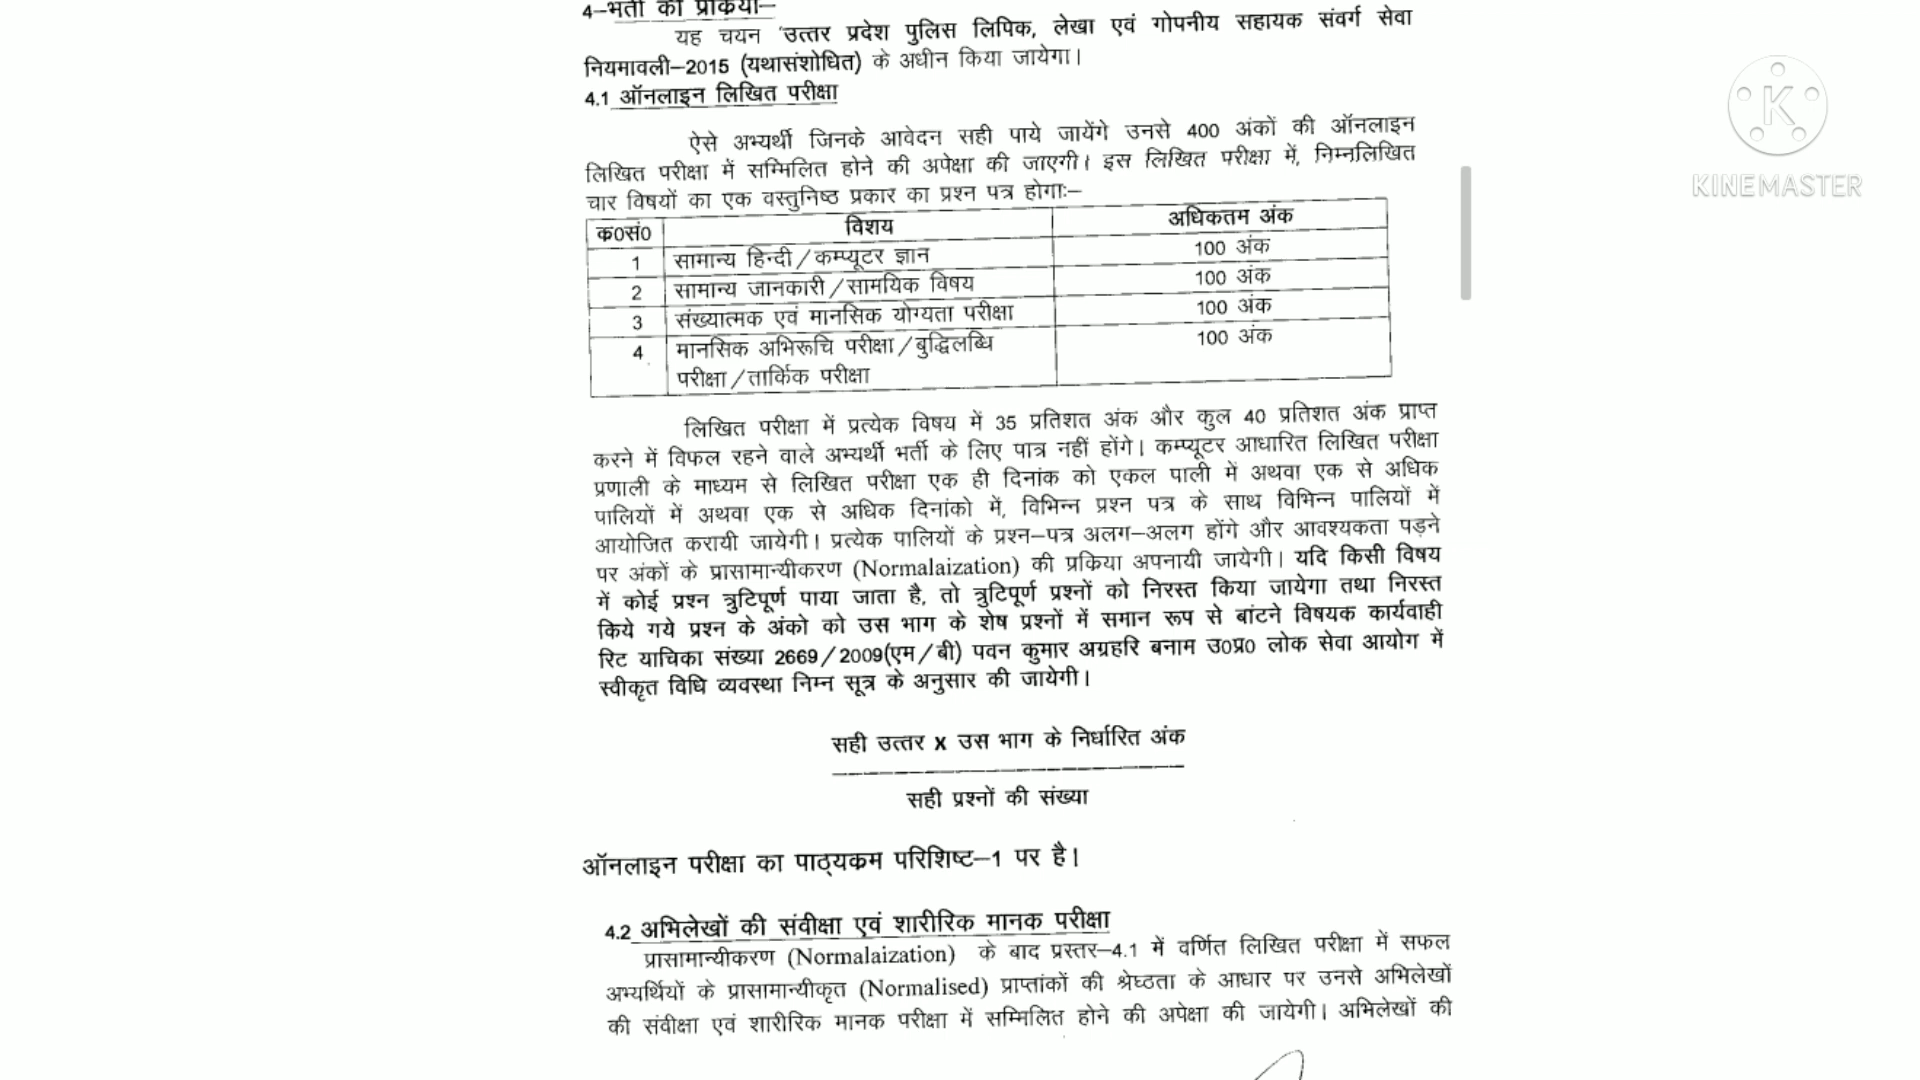 4–भर्ती की प्रकिया–
यह चयन 'उत्तर प्रदेश पुलिस लिपिक, लेखा एवं गोपनीय सहायक संवर्ग सेवा
नियमावली–2015 (यथासंशोधित) के अधीन किया जायेगा।
4.1 ऑनलाइन लिखित परीक्षा
ऐसे अभ्यर्थी जिनके आवेदन सही पाये जायेंगे उनसे 400 अंकों की ऑनलाइन
लिखित परीक्षा में सम्मिलित होने की अपेक्षा की जाएगी। इस लिखित परीक्षा में, निम्नलिखित
चार विषयों का एक वस्तुनिष्ठ प्रकार का प्रश्न पत्र होगाः–
क0सं0 विशय अधिकतम अंक
1 सामान्य हिन्दी/कम्प्यूटर ज्ञान 100 अंक
2 सामान्य जानकारी/सामयिक विषय 100 अंक
3 संख्यात्मक एवं मानसिक योग्यता परीक्षा 100 अंक
4 मानसिक अभिरूचि परीक्षा/बुद्धिलब्धि 100 अंक
परीक्षा/तार्किक परीक्षा
लिखित परीक्षा में प्रत्येक विषय में 35 प्रतिशत अंक और कुल 40 प्रतिशत अंक प्राप्त
करने में विफल रहने वाले अभ्यर्थी भर्ती के लिए पात्र नहीं होंगे। कम्प्यूटर आधारित लिखित परीक्षा
प्रणाली के माध्यम से लिखित परीक्षा एक ही दिनांक को एकल पाली में अथवा एक से अधिक
पालियों में अथवा एक से अधिक दिनांको में, विभिन्न प्रश्न पत्र के साथ विभिन्न पालियों में
आयोजित करायी जायेगी। प्रत्येक पालियों के प्रश्न–पत्र अलग–अलग होंगे और आवश्यकता पड़ने
पर अंकों के प्रासामान्यीकरण (Normalaization) की प्रकिया अपनायी जायेगी। यदि किसी विषय
में कोई प्रश्न त्रुटिपूर्ण पाया जाता है, तो त्रुटिपूर्ण प्रश्नों को निरस्त किया जायेगा तथा निरस्त
किये गये प्रश्न के अंको को उस भाग के शेष प्रश्नों में समान रूप से बांटने विषयक कार्यवाही
रिट याचिका संख्या 2669/2009(एम/बी) पवन कुमार अग्रहरि बनाम उ0प्र0 लोक सेवा आयोग में
स्वीकृत विधि व्यवस्था निम्न सूत्र के अनुसार की जायेगी।
सही उत्तर x उस भाग के निर्धारित अंक
सही प्रश्नों की संख्या
ऑनलाइन परीक्षा का पाठ्यकम परिशिष्ट–1 पर है।
4.2 अभिलेखों की संवीक्षा एवं शारीरिक मानक परीक्षा
प्रासामान्यीकरण (Normalaization) के बाद प्रस्तर–4.1 में वर्णित लिखित परीक्षा में सफल
अभ्यर्थियों के प्रासामान्यीकृत (Normalised) प्राप्तांकों की श्रेष्ठता के आधार पर उनसे अभिलेखों
की संवीक्षा एवं शारीरिक मानक परीक्षा में सम्मिलित होने की अपेक्षा की जायेगी। अभिलेखों की
K
KINEMASTER